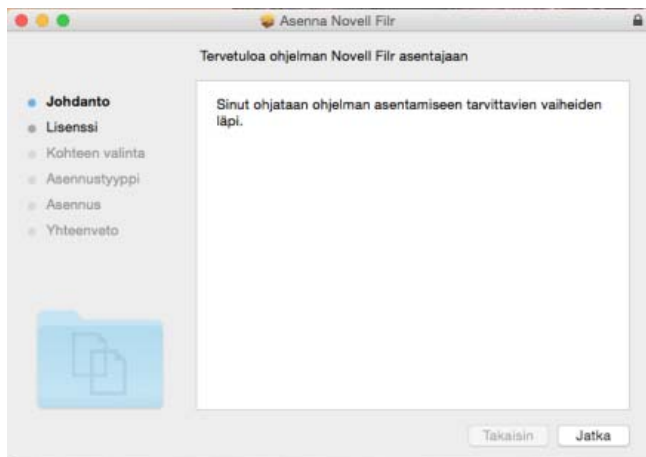 Asenna Novell Filr
Tervetuloa ohjelman Novell Filr asentajaan
Johdanto
Lisenssi
Kohteen valinta
Asennustyyppi
Asennus
Yhteenveto
Sinut ohjataan ohjelman asentamiseen tarvittavien vaiheiden
läpi.
Takaisin
Jatka